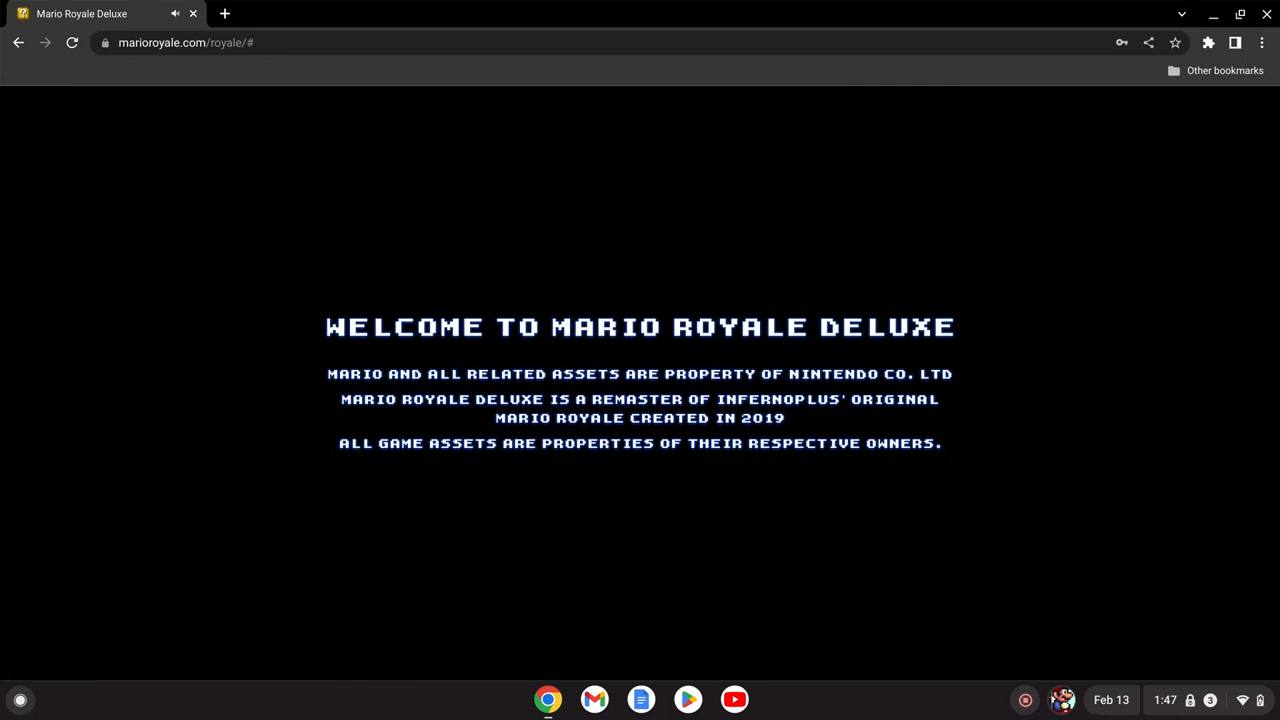 Mario Royale Deluxe
marioroyale.com/royale/#
Other bookmarks
WELCOME TO MARIO ROYALE DELUXE
MARIO AND ALL RELATED ASSETS ARE PROPERTY OF NINTENDO CO. LTD
MARIO ROYALE DELUXE IS A REMASTER OF INFERNOPLUS' ORIGINAL
MARIO ROYALE CREATED IN 2019
ALL GAME ASSETS ARE PROPERTIES OF THEIR RESPECTIVE OWNERS.
Feb 13 1:47 3